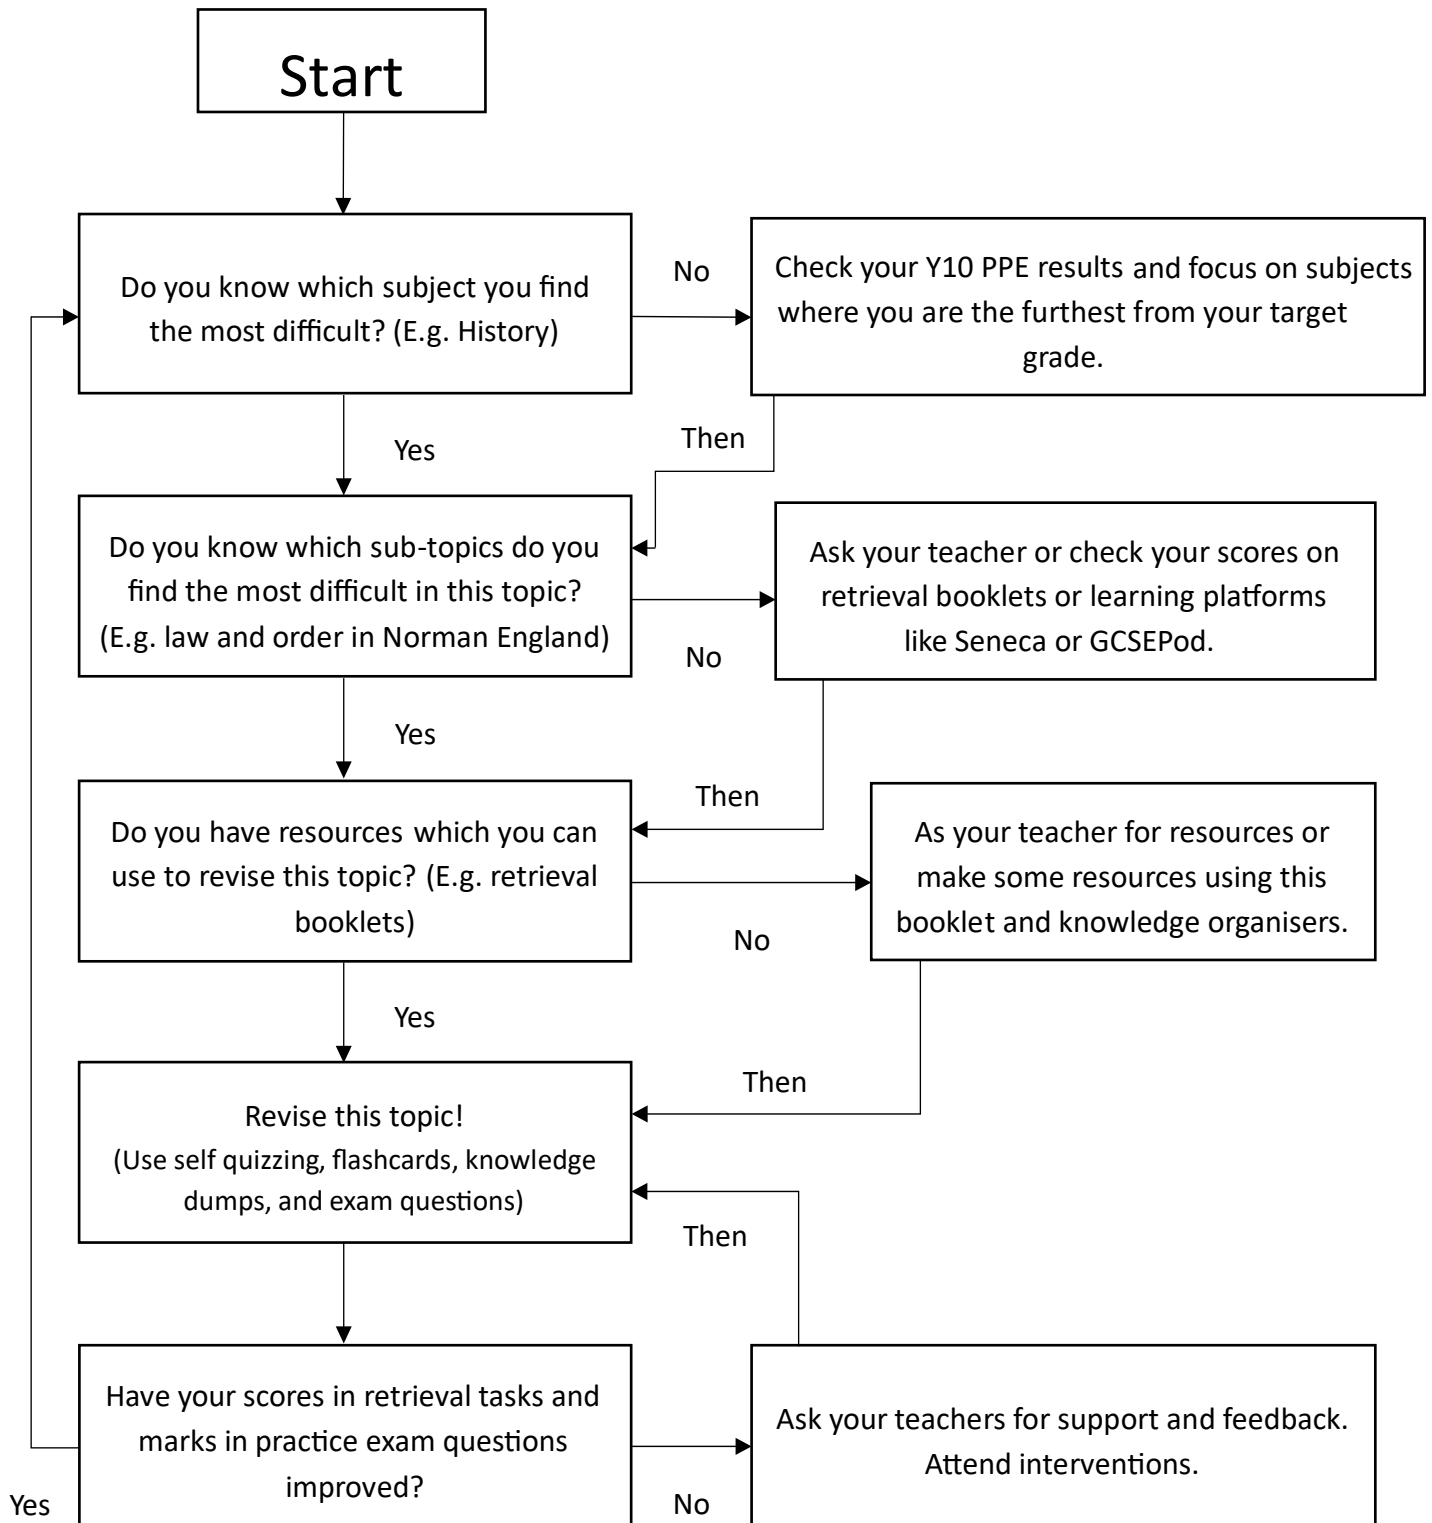 Start
Do you know which subject you find
the most difficult? (E.g. History)
No
Check your Y10 PPE results and focus on subjects
where you are the furthest from your target
grade.
Yes
Then
Do you know which sub-topics do you
find the most difficult in this topic?
(E.g. law and order in Norman England)
No
Ask your teacher or check your scores on
retrieval booklets or learning platforms
like Seneca or GCSEPod.
Yes
Then
Do you have resources which you can
use to revise this topic? (E.g. retrieval
booklets)
No
As your teacher for resources or
make some resources using this
booklet and knowledge organisers.
Yes
Then
Revise this topic!
(Use self quizzing, flashcards, knowledge
dumps, and exam questions)
Then
Have your scores in retrieval tasks and
marks in practice exam questions
improved?
Yes
No
Ask your teachers for support and feedback.
Attend interventions.